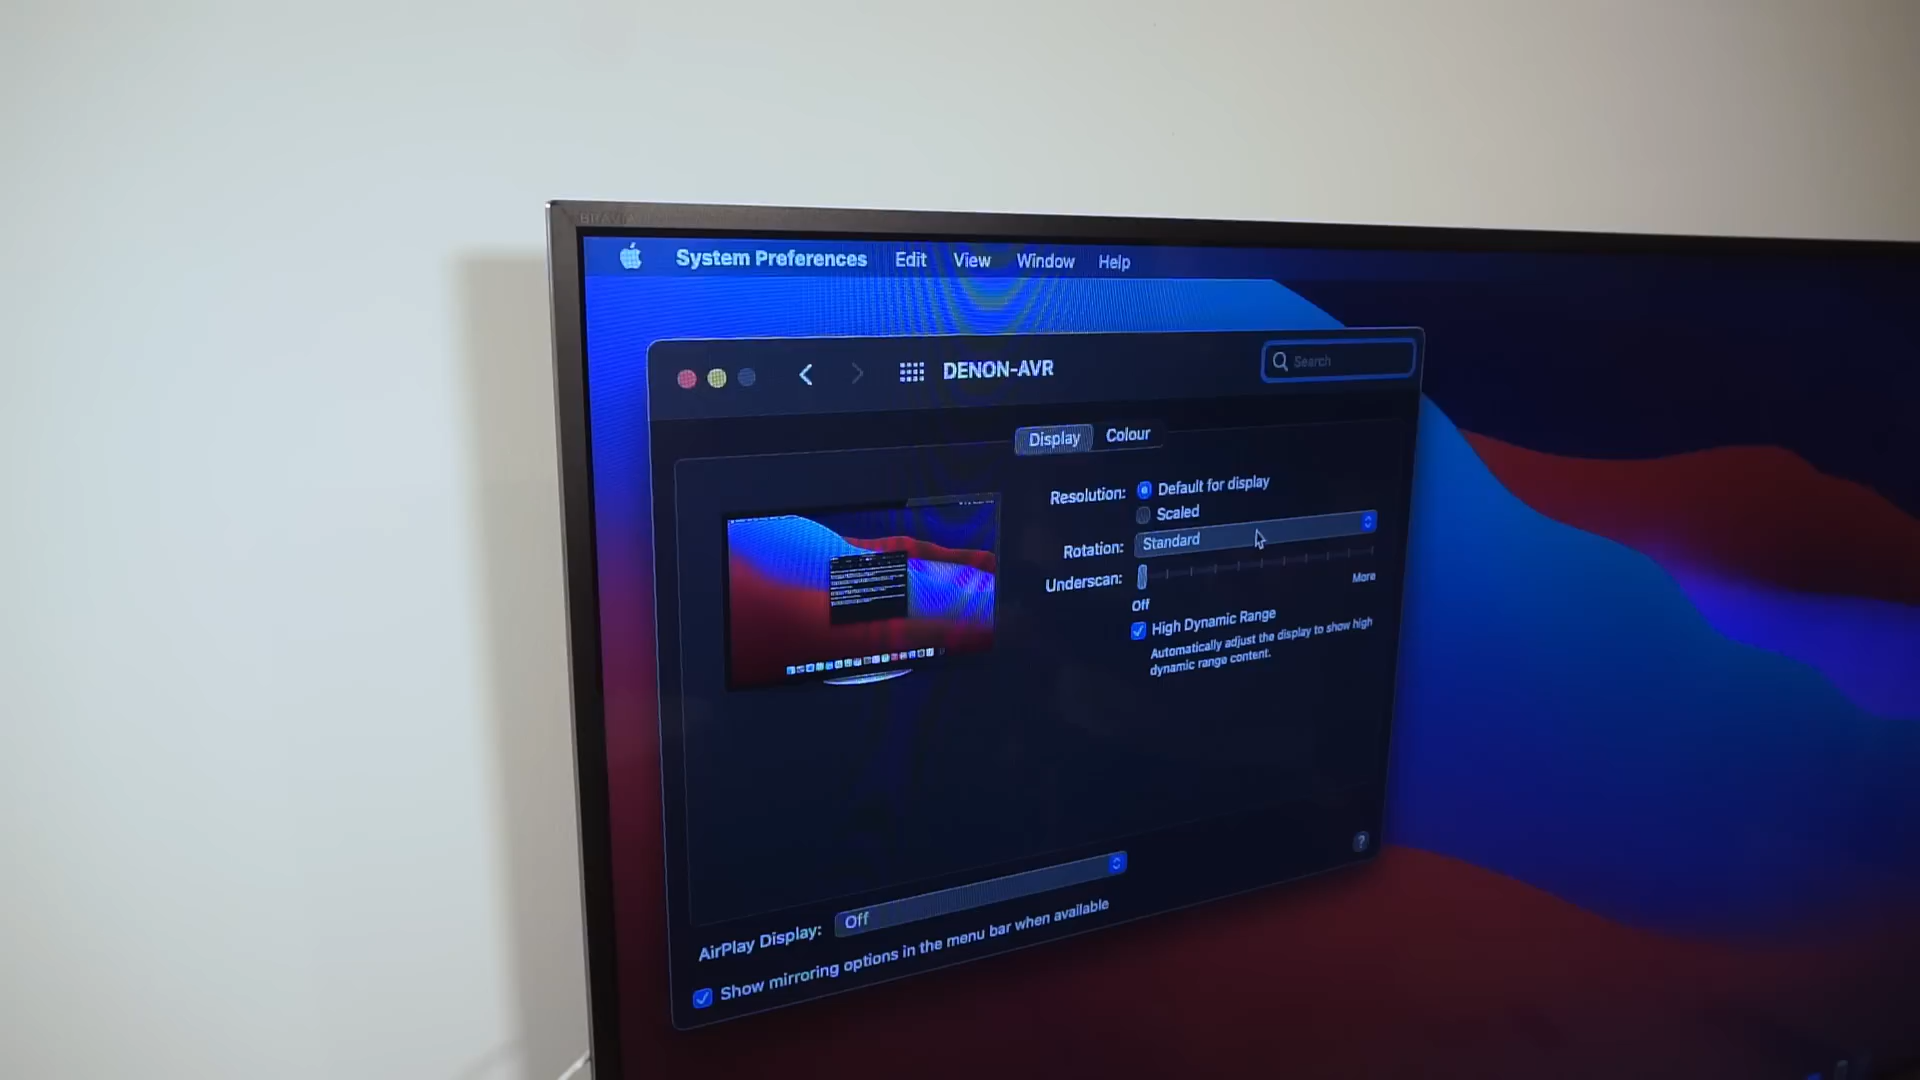 BRAVIA
System Preferences Edit View Window Help
DENON-AVR
Search
Display Colour
Resolution: Default for display
Scaled
Rotation: Standard
Underscan:
Off More
High Dynamic Range
Automatically adjust the display to show high
dynamic range content.
?
AirPlay Display: Off
Show mirroring options in the menu bar when available